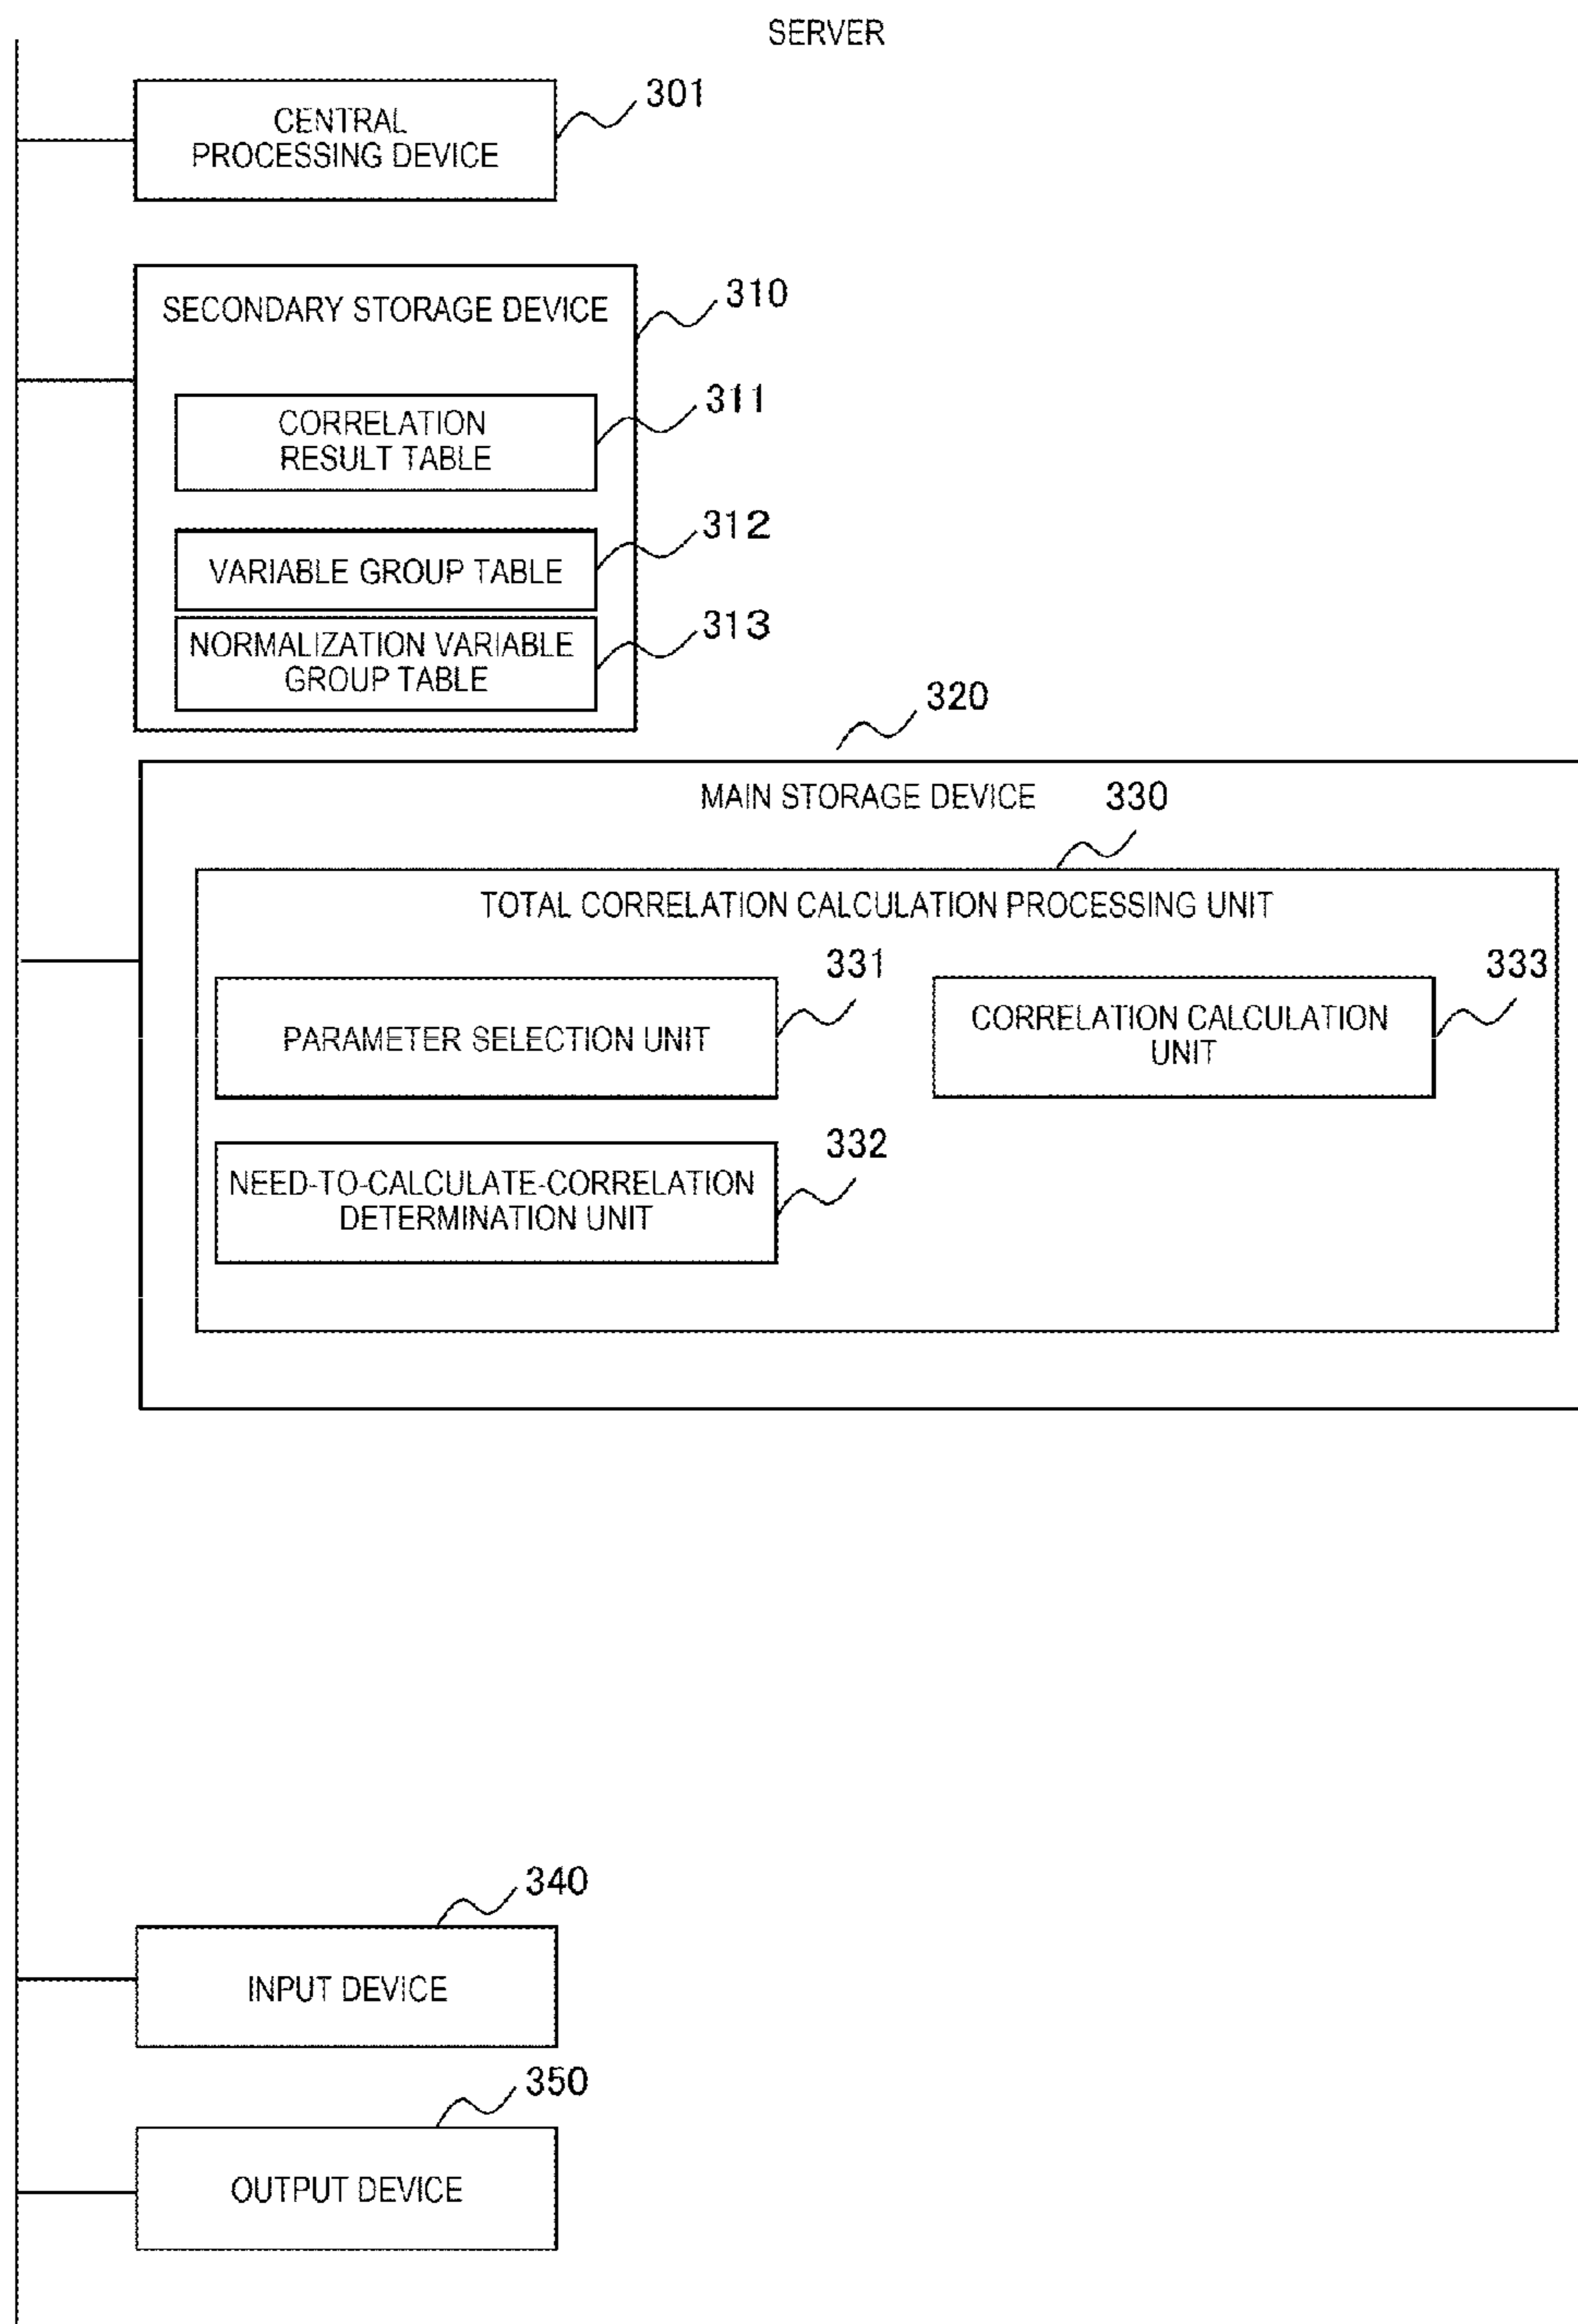 SERVER
301
CENTRAL
PROCESSING DEVICE
310
SECONDARY STORAGE DEVICE
311
CORRELATION
RESULT TABLE
312
VARIABLE GROUP TABLE
313
NORMALIZATION VARIABLE
GROUP TABLE
320
MAIN STORAGE DEVICE
330
TOTAL CORRELATION CALCULATION PROCESSING UNIT
331
PARAMETER SELECTION UNIT
333
CORRELATION CALCULATION
UNIT
332
NEED-TO-CALCULATE-CORRELATION
DETERMINATION UNIT
340
INPUT DEVICE
350
OUTPUT DEVICE